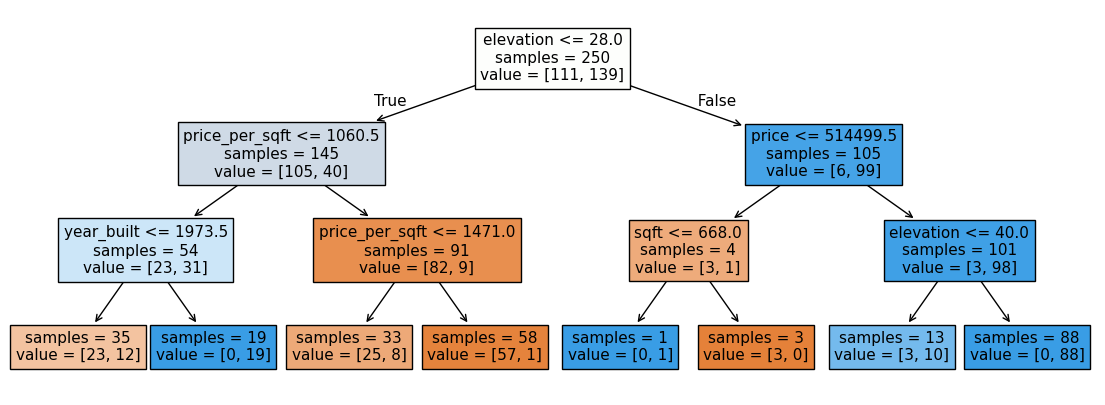 elevation <= 28.0
samples = 250
value = [111, 139]
True
False
price_per_sqft <= 1060.5
samples = 145
value = [105, 40]
price <= 514499.5
samples = 105
value = [6, 99]
year_built <= 1973.5
samples = 54
value = [23, 31]
price_per_sqft <= 1471.0
samples = 91
value = [82, 9]
sqft <= 668.0
samples = 4
value = [3, 1]
elevation <= 40.0
samples = 101
value = [3, 98]
samples = 35
value = [23, 12]
samples = 19
value = [0, 19]
samples = 33
value = [25, 8]
samples = 58
value = [57, 1]
samples = 1
value = [0, 1]
samples = 3
value = [3, 0]
samples = 13
value = [3, 10]
samples = 88
value = [0, 88]